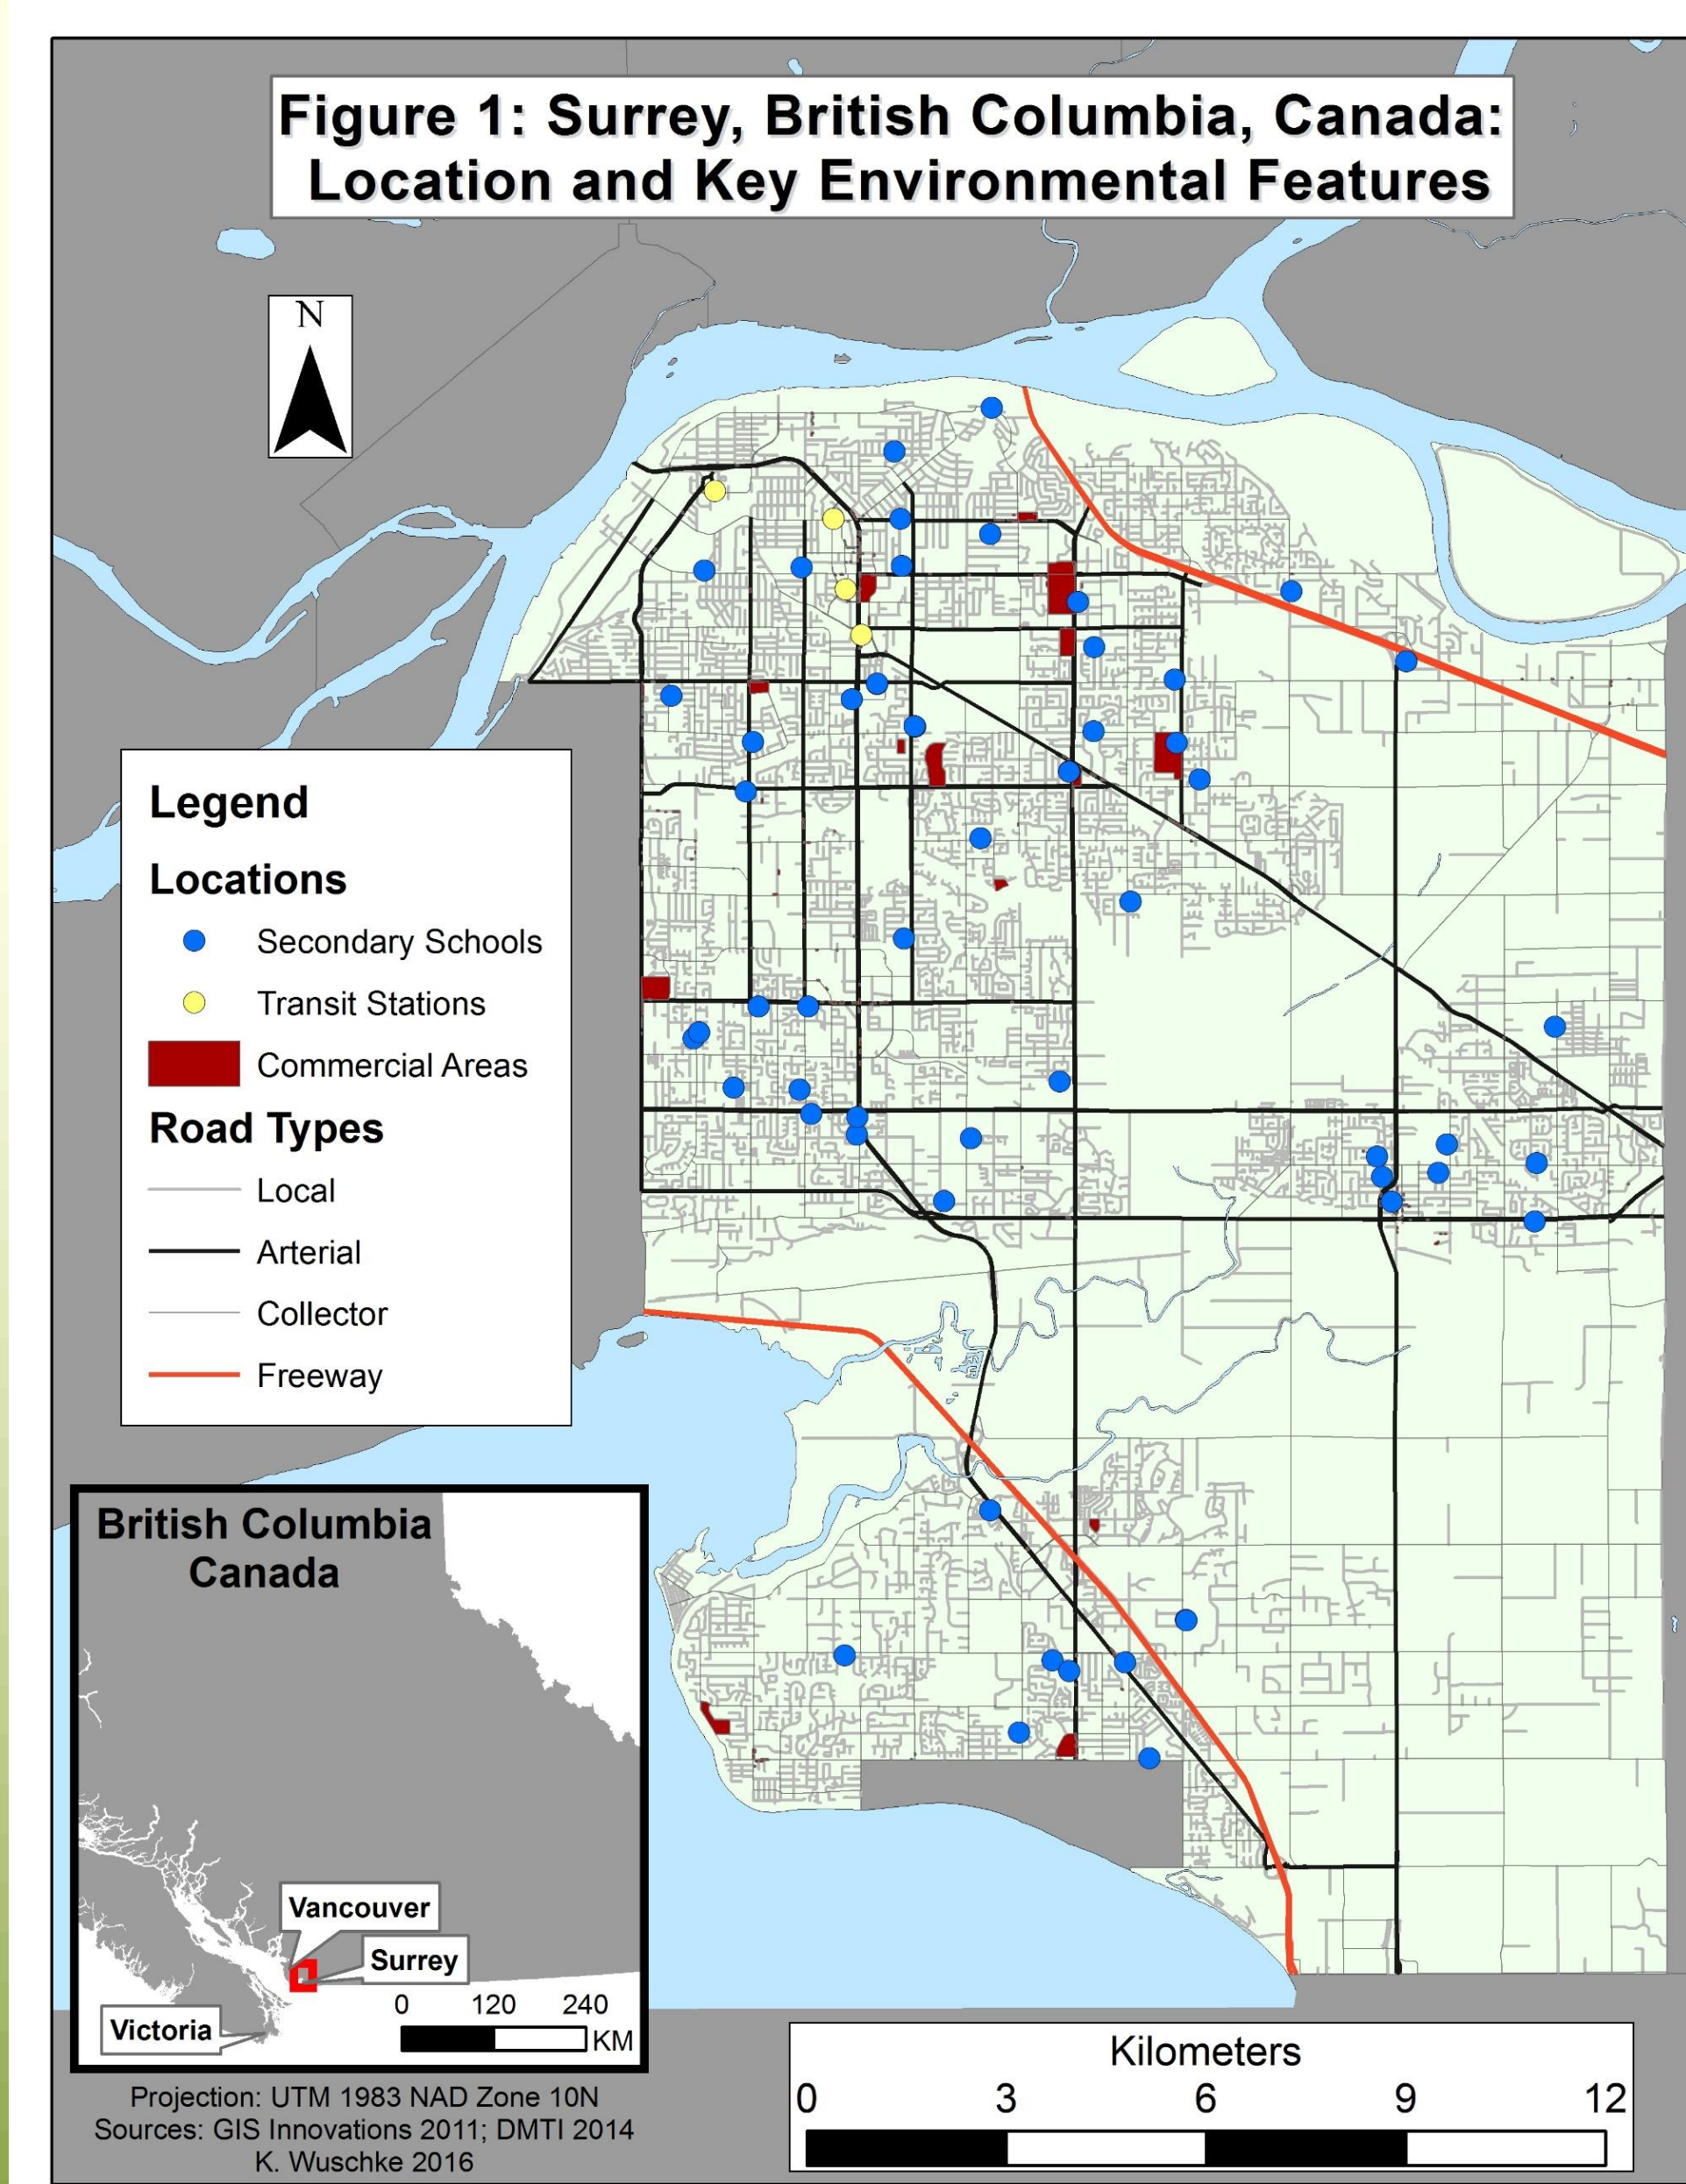 Figure 1: Surrey, British Columbia, Canada:
Location and Key Environmental Features
N
Legend
Locations
Secondary Schools
Transit Stations
Commercial Areas
Road Types
Local
Arterial
Collector
Freeway
British Columbia
Canada
Vancouver
Surrey
Victoria
0 120 240
KM
Projection: UTM 1983 NAD Zone 10N
Sources: GIS Innovations 2011; DMTI 2014
K. Wuschke 2016
Kilometers
0 3 6 9 12